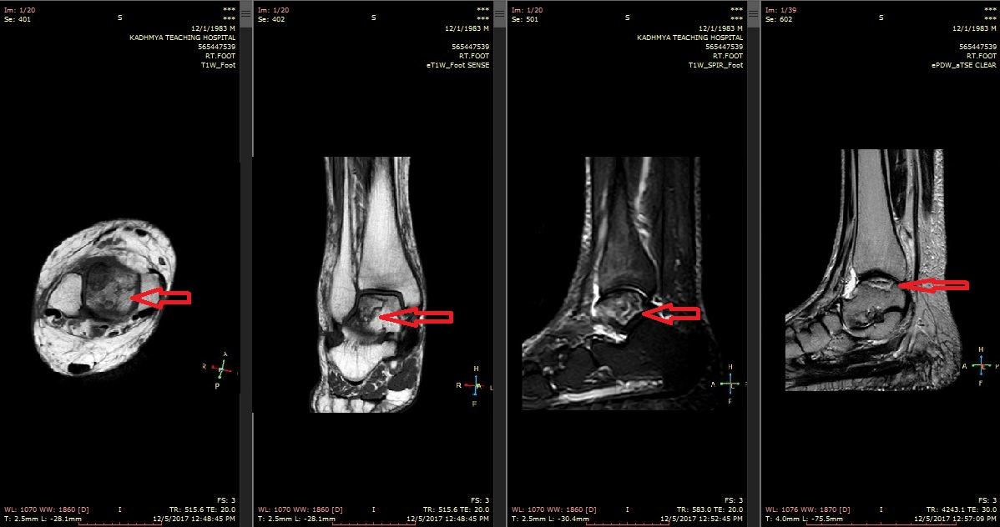 Im: 1/20
Se: 401
S
***
***
12/1/1983 M
KADHMYA TEACHING HOSPITAL
565447539
RT.FOOT
T1W_Foot
A
R
P
FS: 3
WL: 1070 WW: 1860 [D]
I
TR: 515.6 TE: 20.0
T: 2.5mm L: -28.1mm
12/5/2017 12:48:45 PM
Im: 1/20
Se: 402
S
***
***
12/1/1983 M
565447539
RT.FOOT
eT1W_Foot SENSE
H
R
A
L
F
FS: 3
WL: 1070 WW: 1860 [D]
I
TR: 515.6 TE: 20.0
T: 2.5mm L: -28.1mm
12/5/2017 12:48:45 PM
Im: 1/20
Se: 501
S
***
***
12/1/1983 M
KADHMYA TEACHING HOSPITAL
565447539
RT.FOOT
T1W_SPIR_Foot
H
A
L
F
FS: 3
WL: 1070 WW: 1860 [D]
I
TR: 583.0 TE: 20.0
T: 2.5mm L: -30.4mm
12/5/2017 12:52:45 PM
Im: 1/39
Se: 602
S
***
***
12/1/1983 M
565447539
RT.FOOT
ePDW_aTSE CLEAR
H
A
L
P
F
FS: 3
WL: 1076 WW: 1870 [D]
I
TR: 4243.1 TE: 30.0
T: 4.0mm L: -75.5mm
12/5/2017 12:57:09 PM